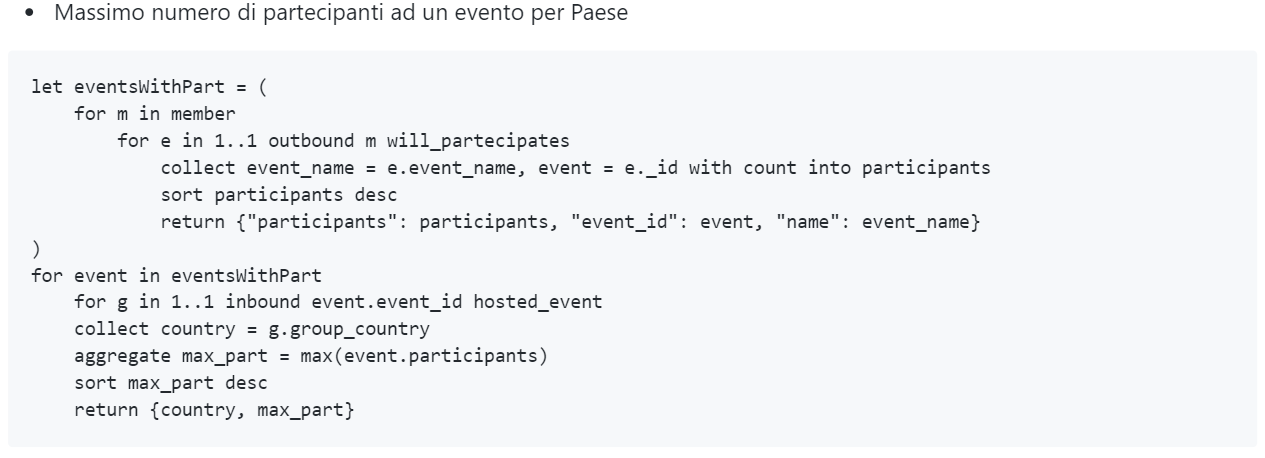 • Massimo numero di partecipanti ad un evento per Paese
let eventsWithPart = (
    for m in member
        for e in 1..1 outbound m will_partecipates
            collect event_name = e.event_name, event = e._id with count into participants
            sort participants desc
            return {"participants": participants, "event_id": event, "name": event_name}
)
for event in eventsWithPart
    for g in 1..1 inbound event.event_id hosted_event
    collect country = g.group_country
    aggregate max_part = max(event.participants)
    sort max_part desc
    return {country, max_part}